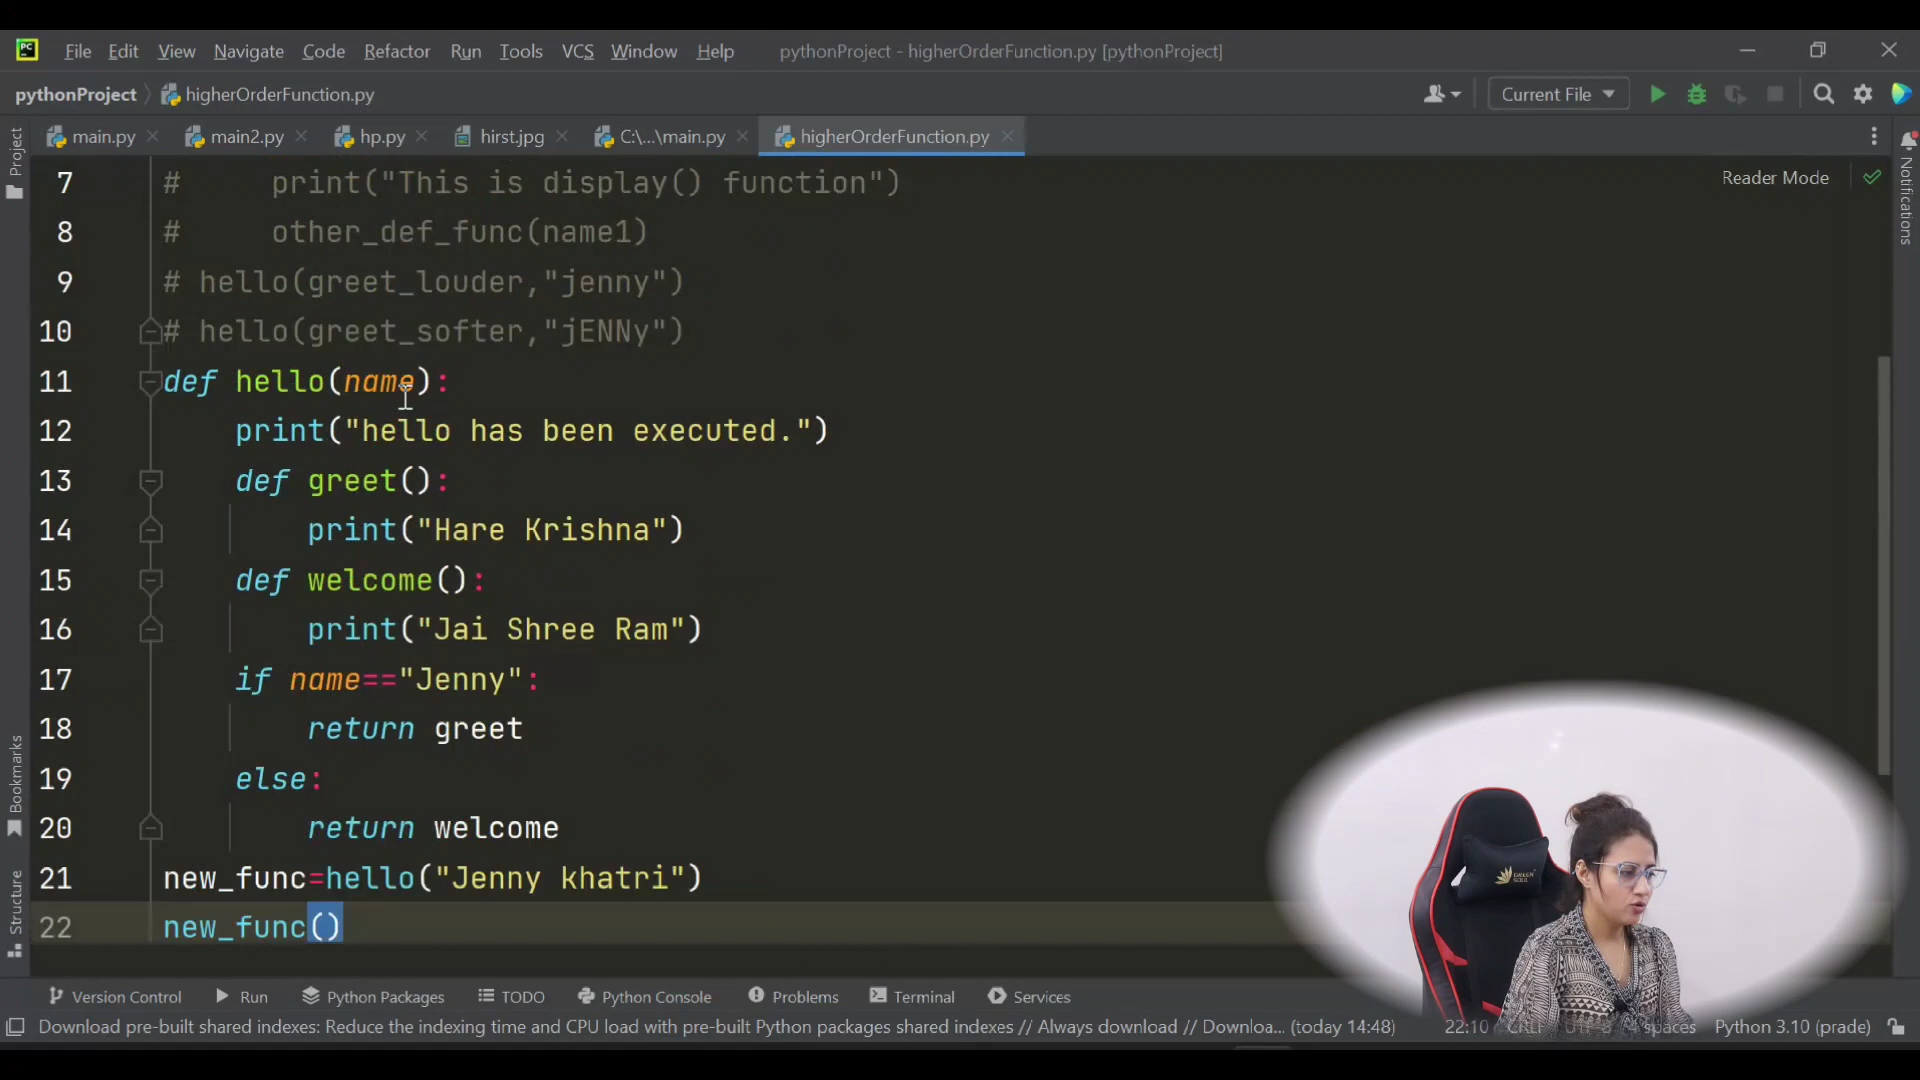 PC File Edit View Navigate Code Refactor Run Tools VCS Window Help pythonProject - higherOrderFunction.py [pythonProject]
pythonProject higherOrderFunction.py Current File
main.py main2.py hp.py hirst.jpg C:\...\main.py higherOrderFunction.py
Project
Bookmarks
Structure
Reader Mode
Notifications
7 # print("This is display() function")
8 # other_def_func(name1)
9 # hello(greet_louder,"jenny")
10 # hello(greet_softer,"jENNy")
11 def hello(name):
12 print("hello has been executed.")
13 def greet():
14 print("Hare Krishna")
15 def welcome():
16 print("Jai Shree Ram")
17 if name=="Jenny":
18 return greet
19 else:
20 return welcome
21 new_func=hello("Jenny khatri")
22 new_func()
GREEN SOUL
Version Control Run Python Packages TODO Python Console Problems Terminal Services
Download pre-built shared indexes: Reduce the indexing time and CPU load with pre-built Python packages shared indexes // Always download // Downloa... (today 14:48) 22:10 CRLF UTF-8 4 spaces Python 3.10 (prade)